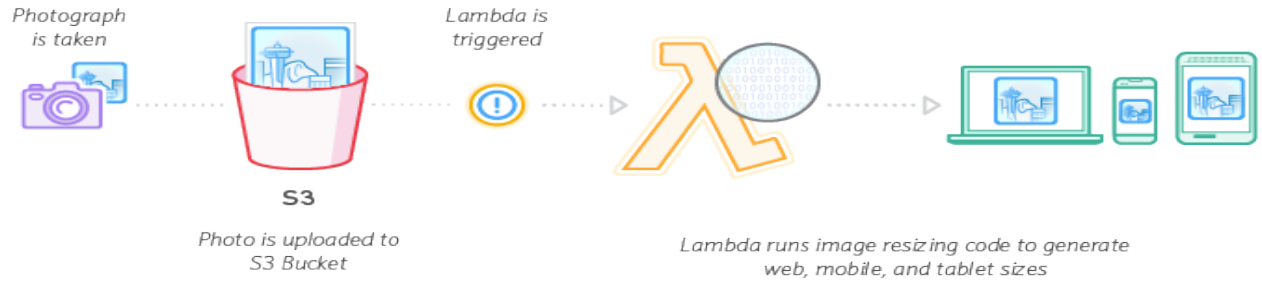 Photograph
is taken
Lambda is
triggered
S3
Photo is uploaded to
S3 Bucket
Lambda runs image resizing code to generate
web, mobile, and tablet sizes